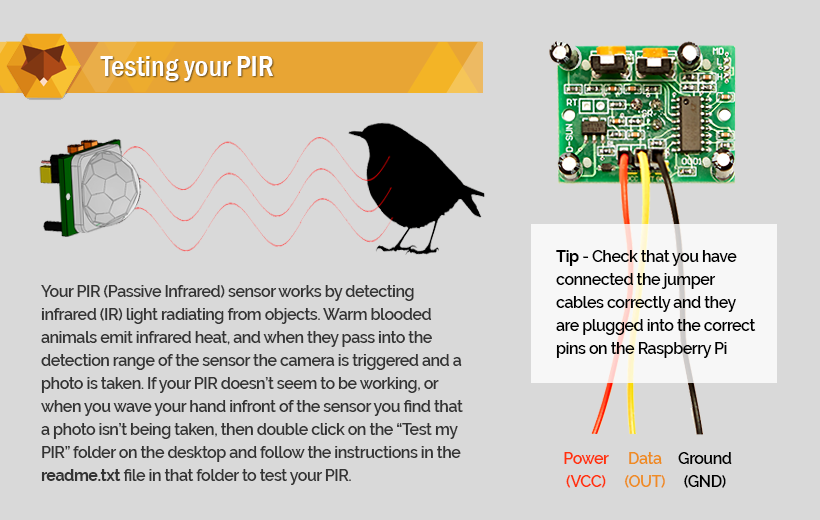 Testing your PIR
Your PIR (Passive Infrared) sensor works by detecting
infrared (IR) light radiating from objects. Warm blooded
animals emit infrared heat, and when they pass into the
detection range of the sensor the camera is triggered and a
photo is taken. If your PIR doesn’t seem to be working, or
when you wave your hand infront of the sensor you find that
a photo isn’t being taken, then double click on the “Test my
PIR” folder on the desktop and follow the instructions in the
readme.txt file in that folder to test your PIR.
MD
L
H
RT
D-SUN
Tip - Check that you have
connected the jumper
cables correctly and they
are plugged into the correct
pins on the Raspberry Pi
Power Data Ground
(VCC) (OUT) (GND)